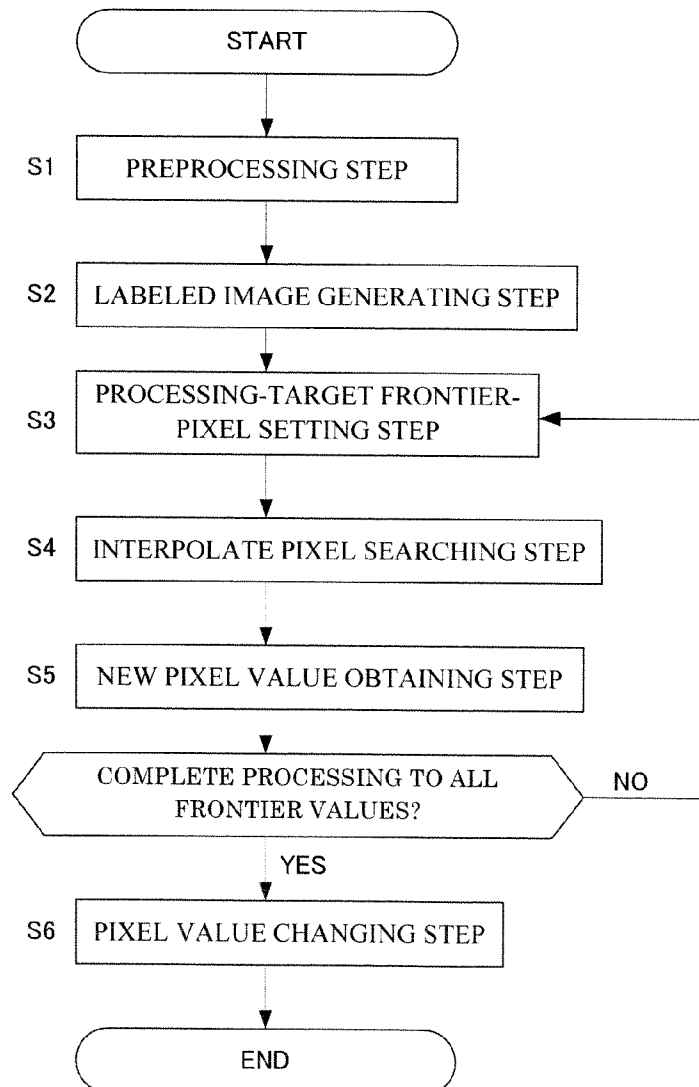 START
S1
PREPROCESSING STEP
S2
LABELED IMAGE GENERATING STEP
S3
PROCESSING-TARGET FRONTIER-
PIXEL SETTING STEP
S4
INTERPOLATE PIXEL SEARCHING STEP
S5
NEW PIXEL VALUE OBTAINING STEP
COMPLETE PROCESSING TO ALL
FRONTIER VALUES?
NO
YES
S6
PIXEL VALUE CHANGING STEP
END